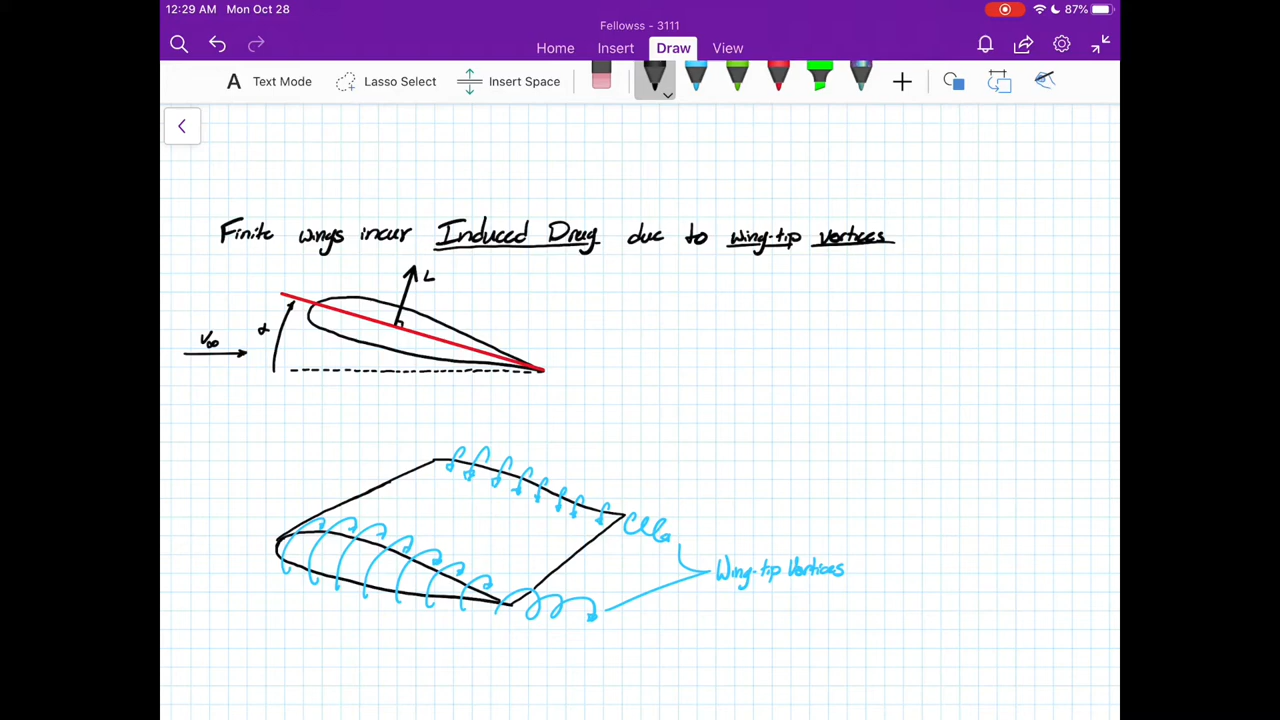 12:29 AM Mon Oct 28
87%
Fellowss - 3111
Home Insert Draw View
A Text Mode Lasso Select Insert Space
Finite wings incur Induced Drag due to wing-tip vortices
L
α
V∞
Wing-tip Vortices